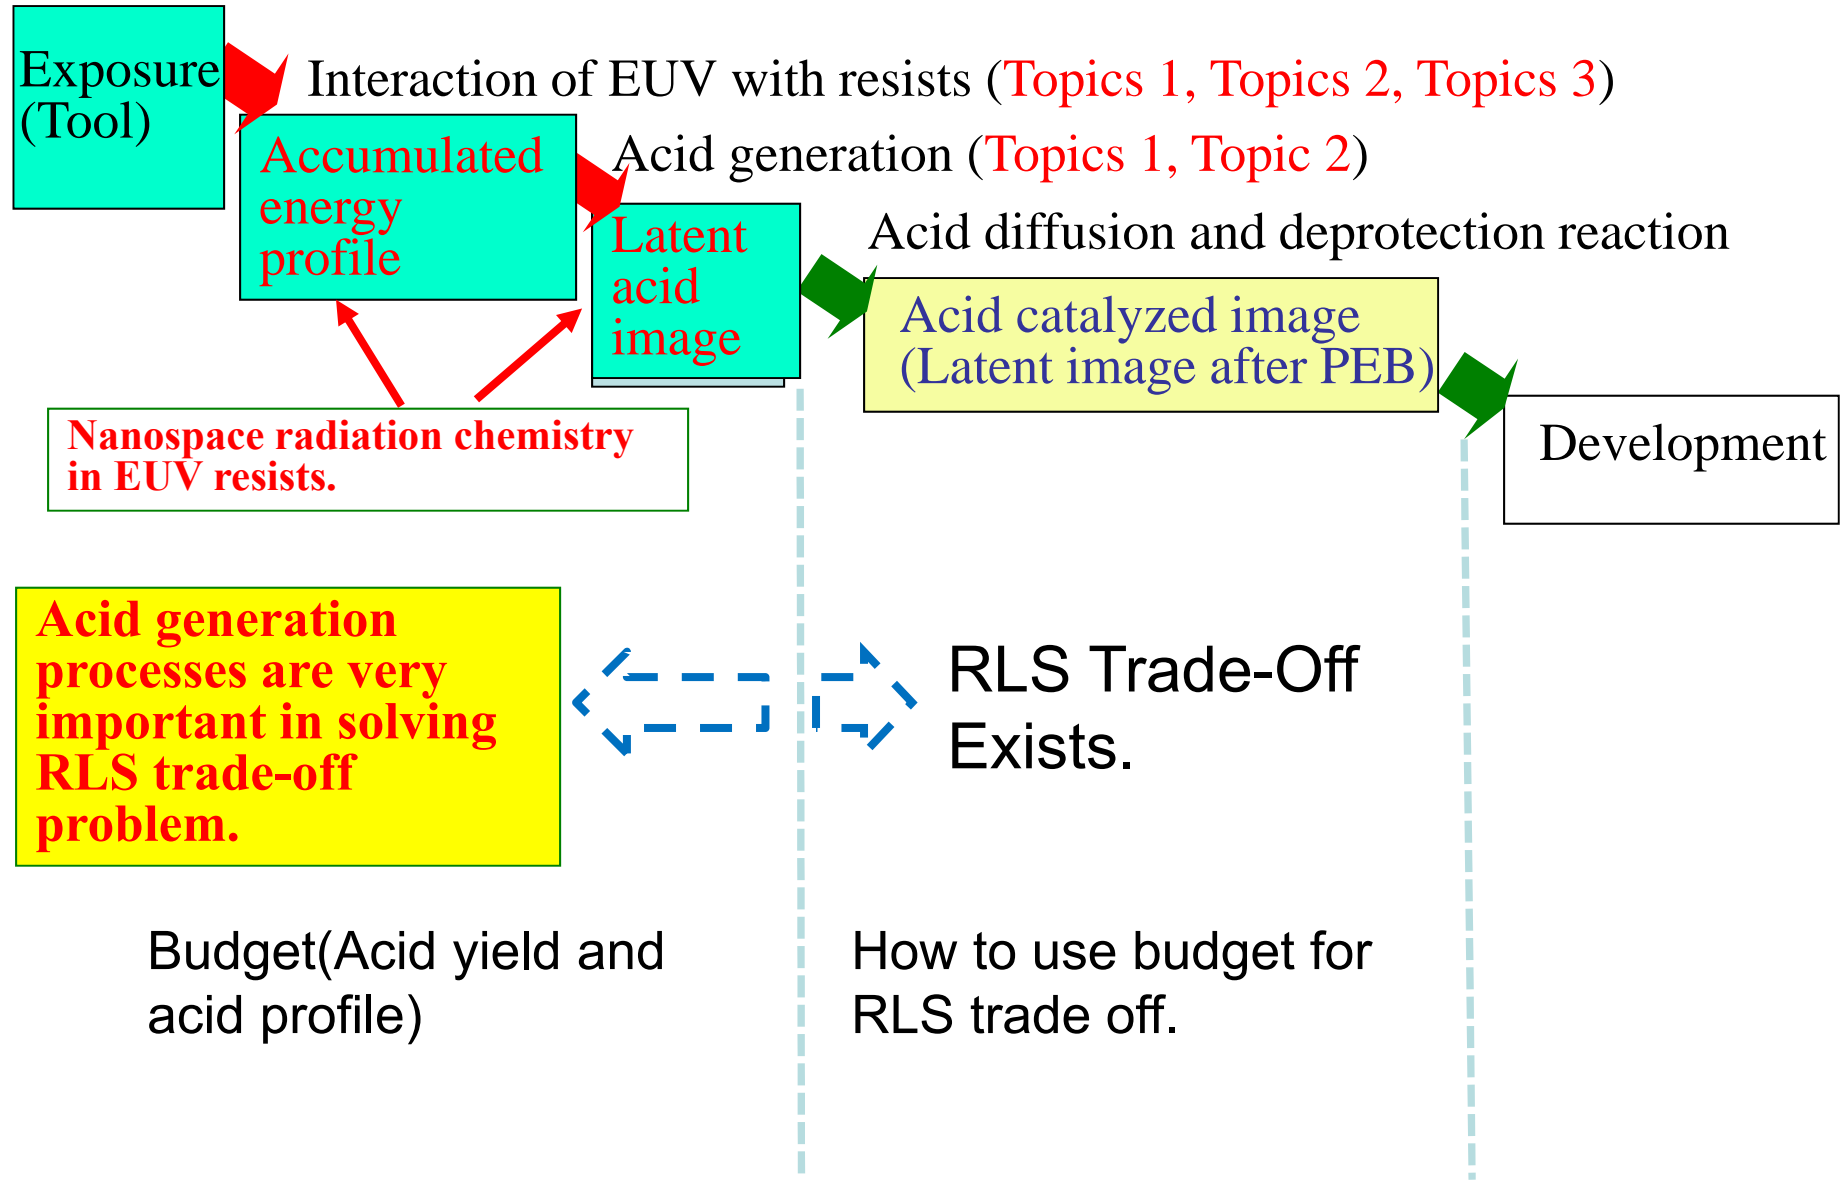 Exposure
(Tool)
Interaction of EUV with resists (Topics 1, Topics 2, Topics 3)
Accumulated
energy
profile
Acid generation (Topics 1, Topic 2)
Latent
acid
image
Acid diffusion and deprotection reaction
Acid catalyzed image
(Latent image after PEB)
Development
Nanospace radiation chemistry
in EUV resists.
Acid generation
processes are very
important in solving
RLS trade-off
problem.
RLS Trade-Off
Exists.
Budget(Acid yield and
acid profile)
How to use budget for
RLS trade off.